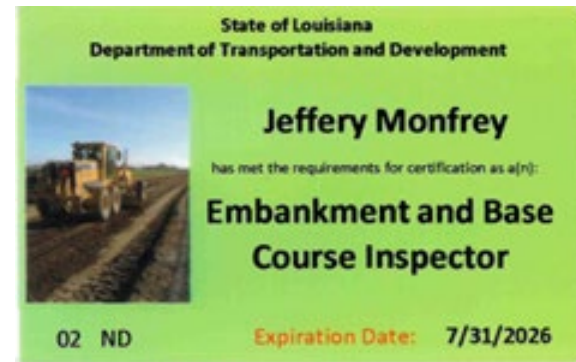 State of Louisiana
Department of Transportation and Development
Jeffery Monfrey
has met the requirements for certification as a(n):
Embankment and Base
Course Inspector
02 ND
Expiration Date: 7/31/2026